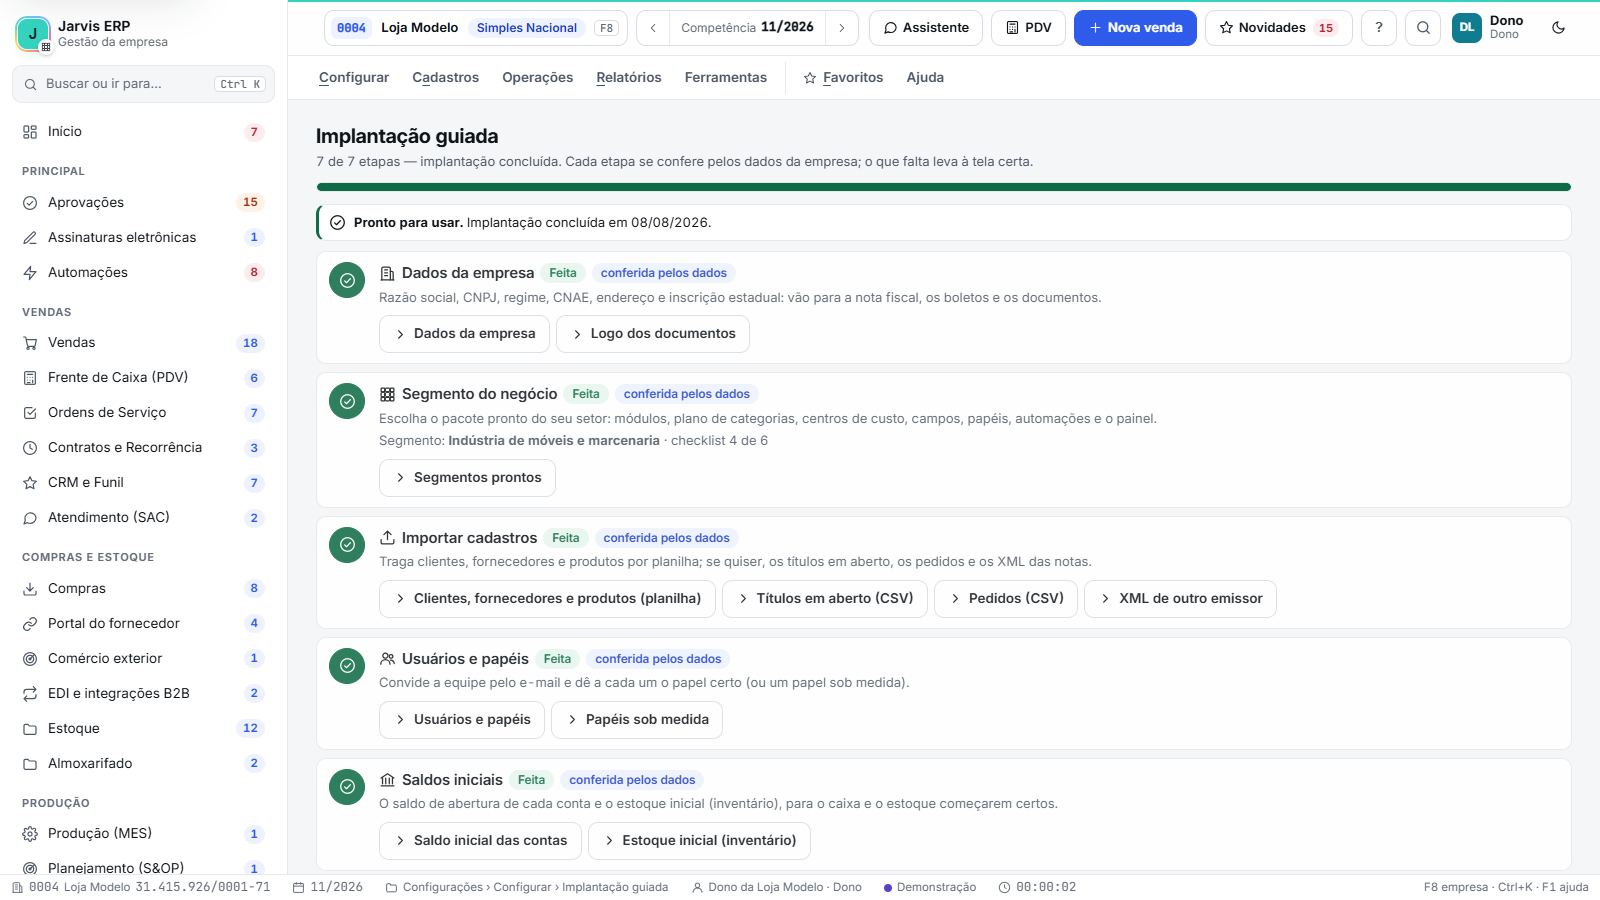 J
Jarvis ERP
Gestão da empresa
Buscar ou ir para... Ctrl K
Início 7
PRINCIPAL
Aprovações 15
Assinaturas eletrônicas 1
Automações 8
VENDAS
Vendas 18
Frente de Caixa (PDV) 6
Ordens de Serviço 7
Contratos e Recorrência 3
CRM e Funil 7
Atendimento (SAC) 2
COMPRAS E ESTOQUE
Compras 8
Portal do fornecedor 4
Comércio exterior 1
EDI e integrações B2B 2
Estoque 12
Almoxarifado 2
PRODUÇÃO
Produção (MES) 1
Planejamento (S&OP) 1
0004 Loja Modelo Simples Nacional F8 Competência 11/2026 Assistente PDV + Nova venda Novidades 15 ? DL Dono
Dono
Configurar Cadastros Operações Relatórios Ferramentas Favoritos Ajuda
Implantação guiada
7 de 7 etapas — implantação concluída. Cada etapa se confere pelos dados da empresa; o que falta leva à tela certa.
Pronto para usar. Implantação concluída em 08/08/2026.
Dados da empresa Feita conferida pelos dados
Razão social, CNPJ, regime, CNAE, endereço e inscrição estadual: vão para a nota fiscal, os boletos e os documentos.
Dados da empresa Logo dos documentos
Segmento do negócio Feita conferida pelos dados
Escolha o pacote pronto do seu setor: módulos, plano de categorias, centros de custo, campos, papéis, automações e o painel.
Segmento: Indústria de móveis e marcenaria · checklist 4 de 6
Segmentos prontos
Importar cadastros Feita conferida pelos dados
Traga clientes, fornecedores e produtos por planilha; se quiser, os títulos em aberto, os pedidos e os XML das notas.
Clientes, fornecedores e produtos (planilha) Títulos em aberto (CSV) Pedidos (CSV) XML de outro emissor
Usuários e papéis Feita conferida pelos dados
Convide a equipe pelo e-mail e dê a cada um o papel certo (ou um papel sob medida).
Usuários e papéis Papéis sob medida
Saldos iniciais Feita conferida pelos dados
O saldo de abertura de cada conta e o estoque inicial (inventário), para o caixa e o estoque começarem certos.
Saldo inicial das contas Estoque inicial (inventário)
0004 Loja Modelo 31.415.926/0001-71 11/2026 Configurações › Configurar › Implantação guiada Dono da Loja Modelo · Dono Demonstração 00:00:02 F8 empresa · Ctrl+K · F1 ajuda